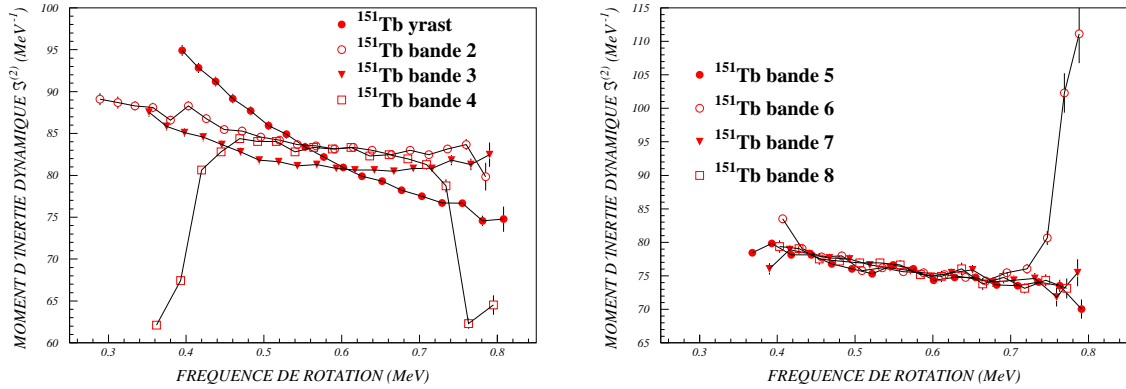 MOMENT D'INERTIE DYNAMIQUE ℑ⁽²⁾ (MeV⁻¹)
100
95
90
85
80
75
70
65
60
¹⁵¹Tb yrast
¹⁵¹Tb bande 2
¹⁵¹Tb bande 3
¹⁵¹Tb bande 4
0.3 0.4 0.5 0.6 0.7 0.8
FREQUENCE DE ROTATION (MeV)
MOMENT D'INERTIE DYNAMIQUE ℑ⁽²⁾ (MeV⁻¹)
115
110
105
100
95
90
85
80
75
70
65
¹⁵¹Tb bande 5
¹⁵¹Tb bande 6
¹⁵¹Tb bande 7
¹⁵¹Tb bande 8
0.3 0.4 0.5 0.6 0.7 0.8
FREQUENCE DE ROTATION (MeV)